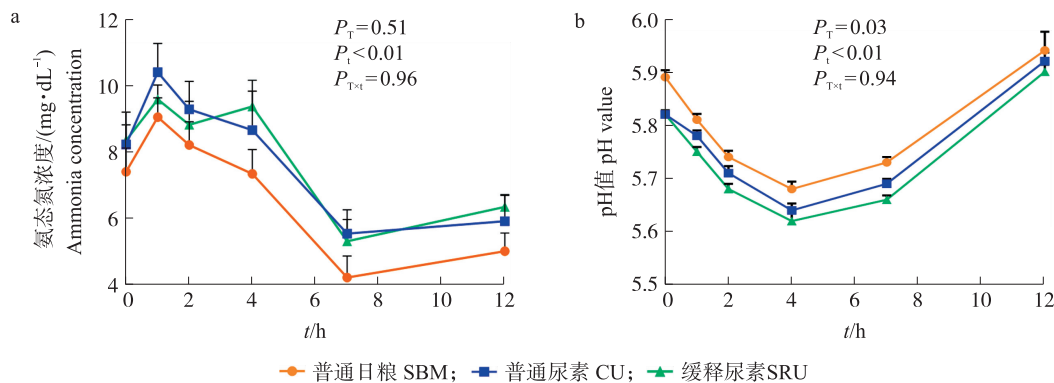 a
氨态氮浓度/(mg·dL⁻¹)
Ammonia concentration
12
10
8
6
4
0 2 4 6 8 10 12
t/h
P_T=0.51
P_t<0.01
P_T×t=0.96
b
pH值 pH value
6.0
5.9
5.8
5.7
5.6
5.5
0 2 4 6 8 10 12
t/h
P_T=0.03
P_t<0.01
P_T×t=0.94
普通日粮 SBM; 普通尿素 CU; 缓释尿素SRU